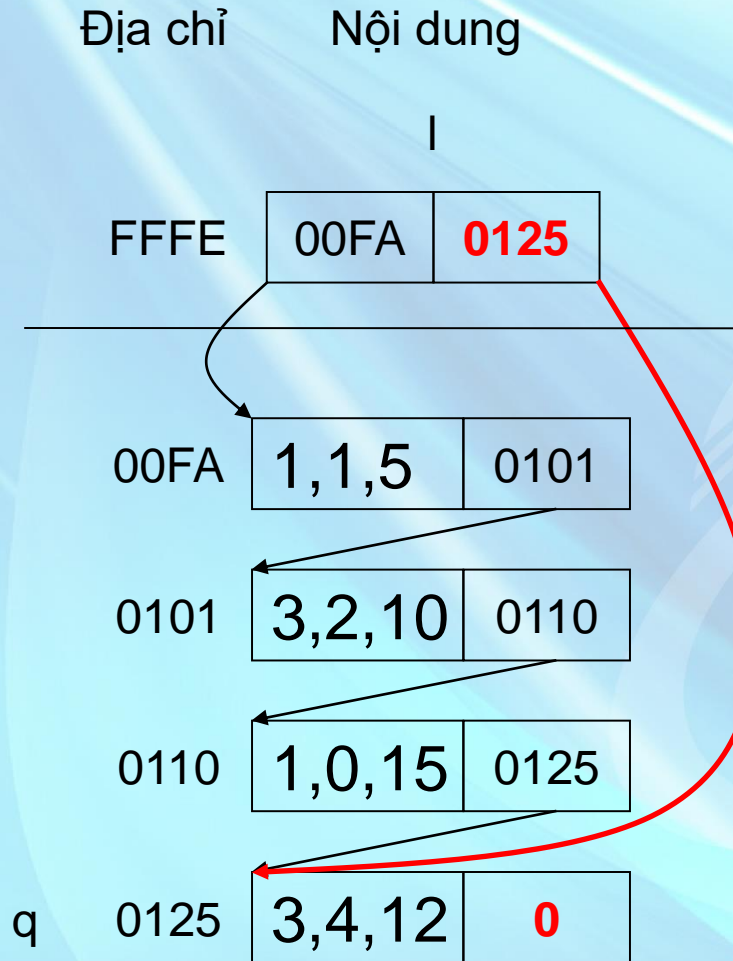 Địa chỉ Nội dung
l
FFFE 00FA 0125
00FA 1,1,5 0101
0101 3,2,10 0110
0110 1,0,15 0125
q 0125 3,4,12 0